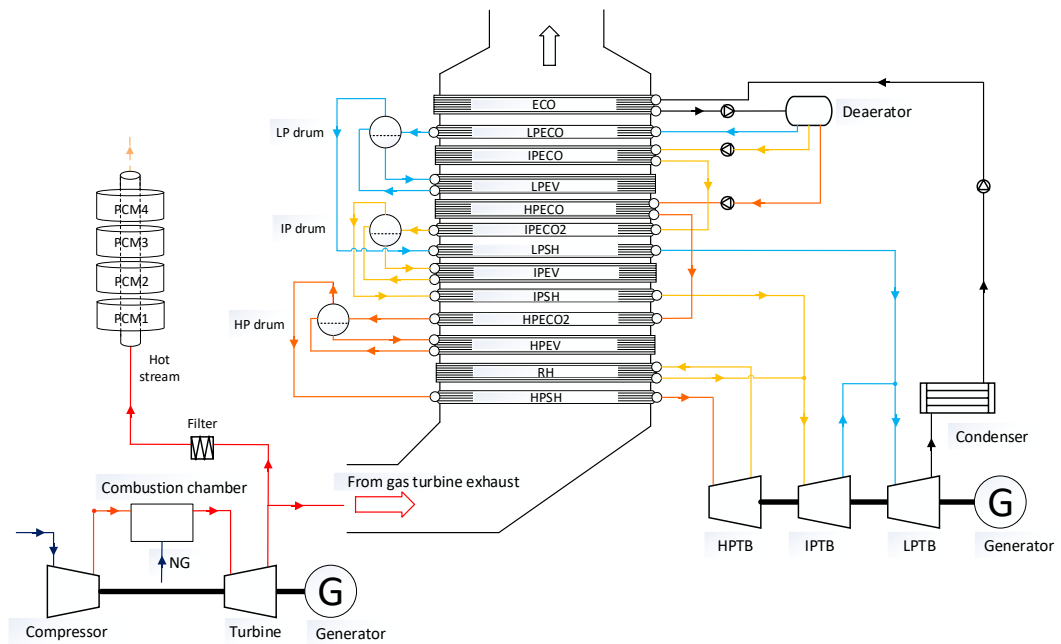 ECO
LP drum
LPECO
Deaerator
IPECO
LPEV
PCM4
HPECO
PCM3
IP drum
IPECO2
LPSH
PCM2
IPEV
IPSH
PCM1
HP drum
HPECO2
HPEV
Hot
stream
RH
HPSH
Filter
Condenser
From gas turbine exhaust
Combustion chamber
G
HPTB
IPTB
LPTB
Generator
NG
G
Compressor
Turbine
Generator